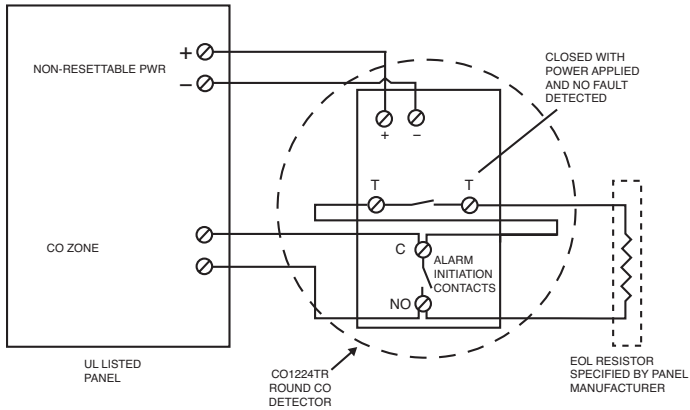 +
NON-RESETTABLE PWR
−
CLOSED WITH
POWER APPLIED
AND NO FAULT
DETECTED
+ −
T T
CO ZONE
C
ALARM
INITIATION
CONTACTS
NO
UL LISTED
PANEL
CO1224TR
ROUND CO
DETECTOR
EOL RESISTOR
SPECIFIED BY PANEL
MANUFACTURER